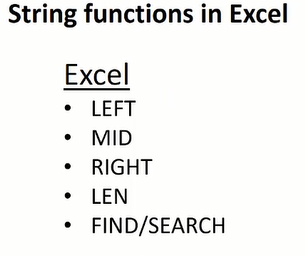 String functions in Excel
Excel
• LEFT
• MID
• RIGHT
• LEN
• FIND/SEARCH